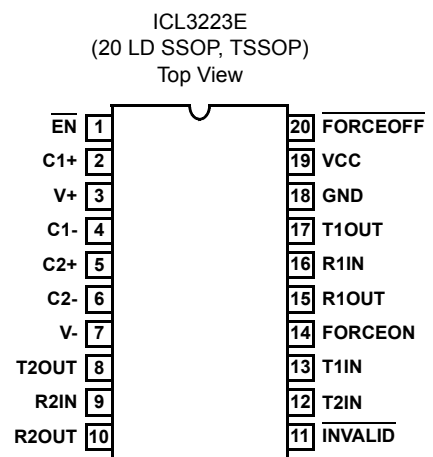 ICL3223E
(20 LD SSOP, TSSOP)
Top View
EN 1 20 FORCEOFF
C1+ 2 19 VCC
V+ 3 18 GND
C1- 4 17 T1OUT
C2+ 5 16 R1IN
C2- 6 15 R1OUT
V- 7 14 FORCEON
T2OUT 8 13 T1IN
R2IN 9 12 T2IN
R2OUT 10 11 INVALID